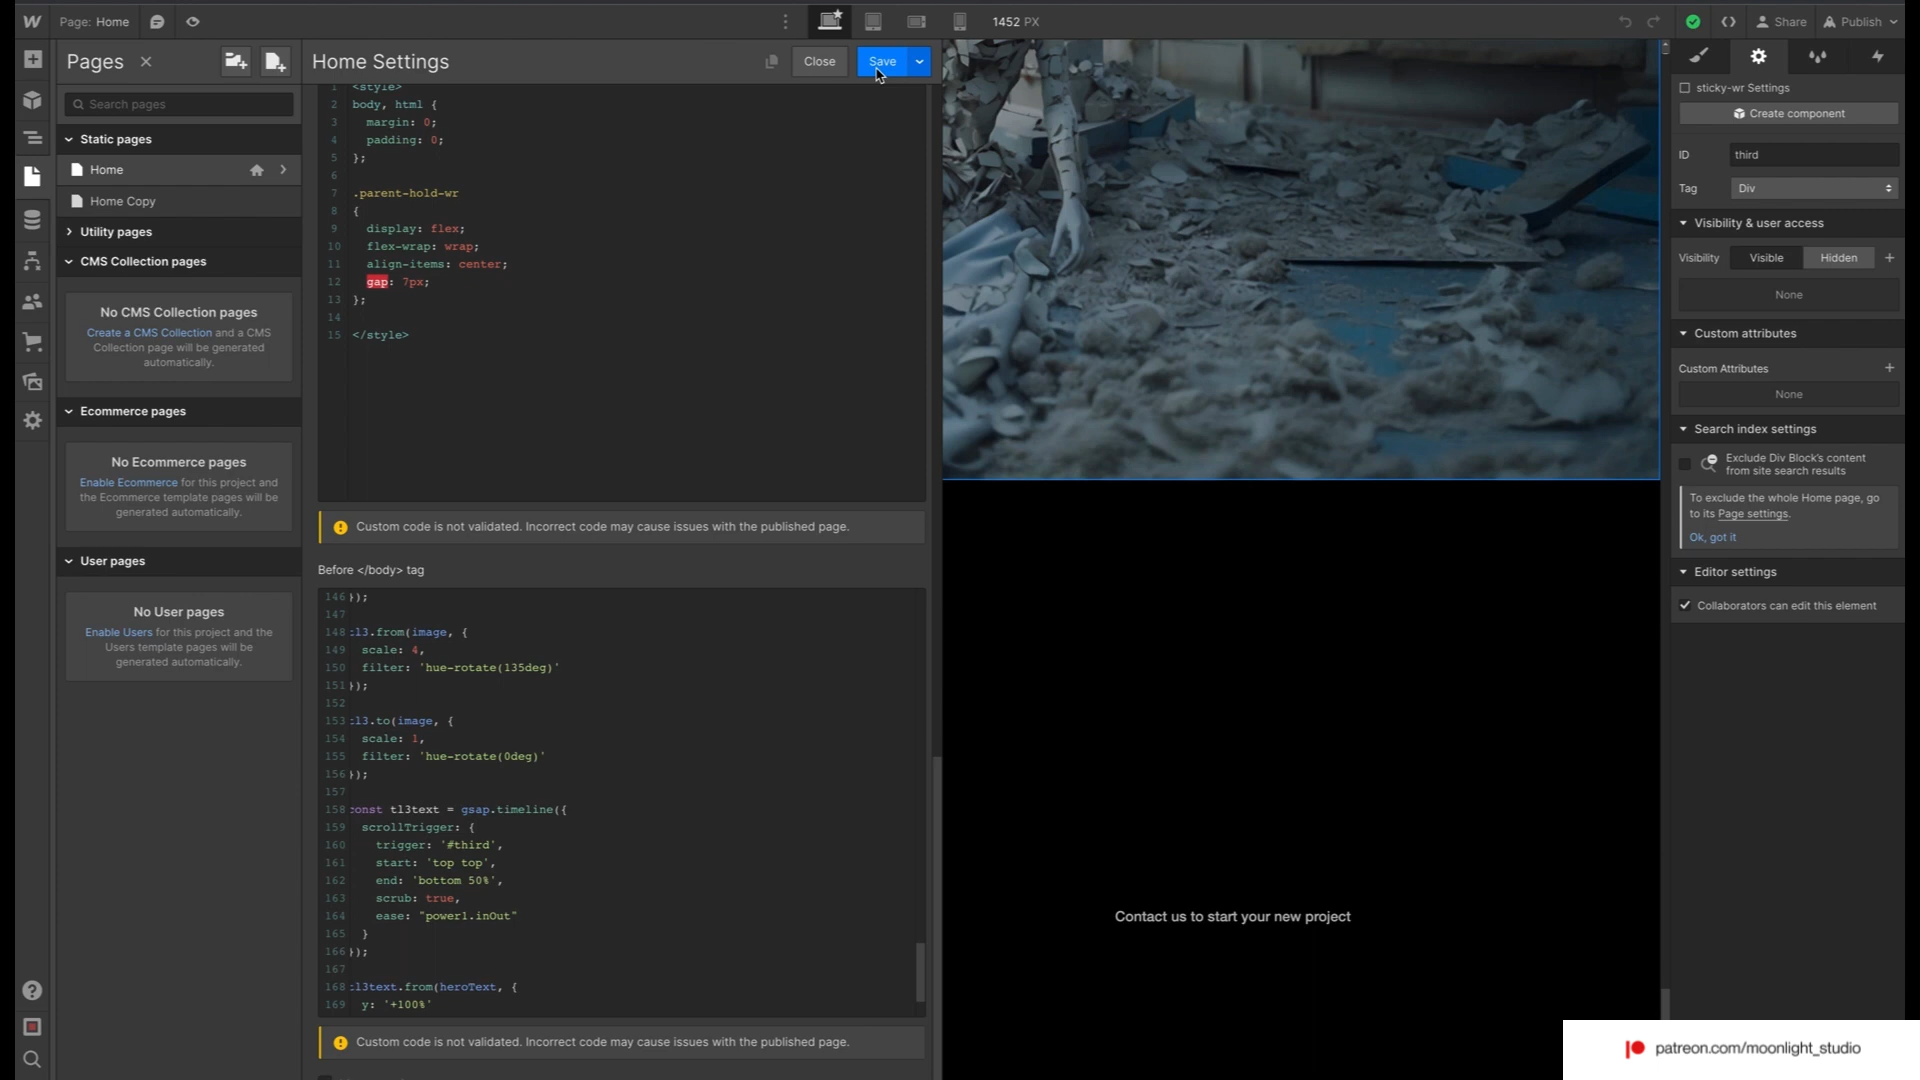 Page: Home
1452 PX
Share
Publish
Pages
Home Settings
Close
Save
Search pages
Static pages
Home
Home Copy
Utility pages
CMS Collection pages
No CMS Collection pages
Create a CMS Collection and a CMS
Collection page will be generated
automatically.
Ecommerce pages
No Ecommerce pages
Enable Ecommerce for this project and
the Ecommerce template pages will be
generated automatically.
User pages
No User pages
Enable Users for this project and the
Users template pages will be
generated automatically.
1 <style>
2 body, html {
3 margin: 0;
4 padding: 0;
5 };
6
7 .parent-hold-wr
8 {
9 display: flex;
10 flex-wrap: wrap;
11 align-items: center;
12 gap: 7px;
13 };
14
15 </style>
Custom code is not validated. Incorrect code may cause issues with the published page.
Before </body> tag
146 });
147
148 l3.from(image, {
149 scale: 4,
150 filter: 'hue-rotate(135deg)'
151 });
152
153 l3.to(image, {
154 scale: 1,
155 filter: 'hue-rotate(0deg)'
156 });
157
158 const tl3text = gsap.timeline({
159 scrollTrigger: {
160 trigger: '#third',
161 start: 'top top',
162 end: 'bottom 50%',
163 scrub: true,
164 ease: "power1.inOut"
165 }
166 });
167
168 l3text.from(heroText, {
169 y: '+100%'
Custom code is not validated. Incorrect code may cause issues with the published page.
Contact us to start your new project
sticky-wr Settings
Create component
ID third
Tag Div
Visibility & user access
Visibility Visible Hidden
None
Custom attributes
Custom Attributes
None
Search index settings
Exclude Div Block's content
from site search results
To exclude the whole Home page, go
to its Page settings.
Ok, got it
Editor settings
Collaborators can edit this element
patreon.com/moonlight_studio